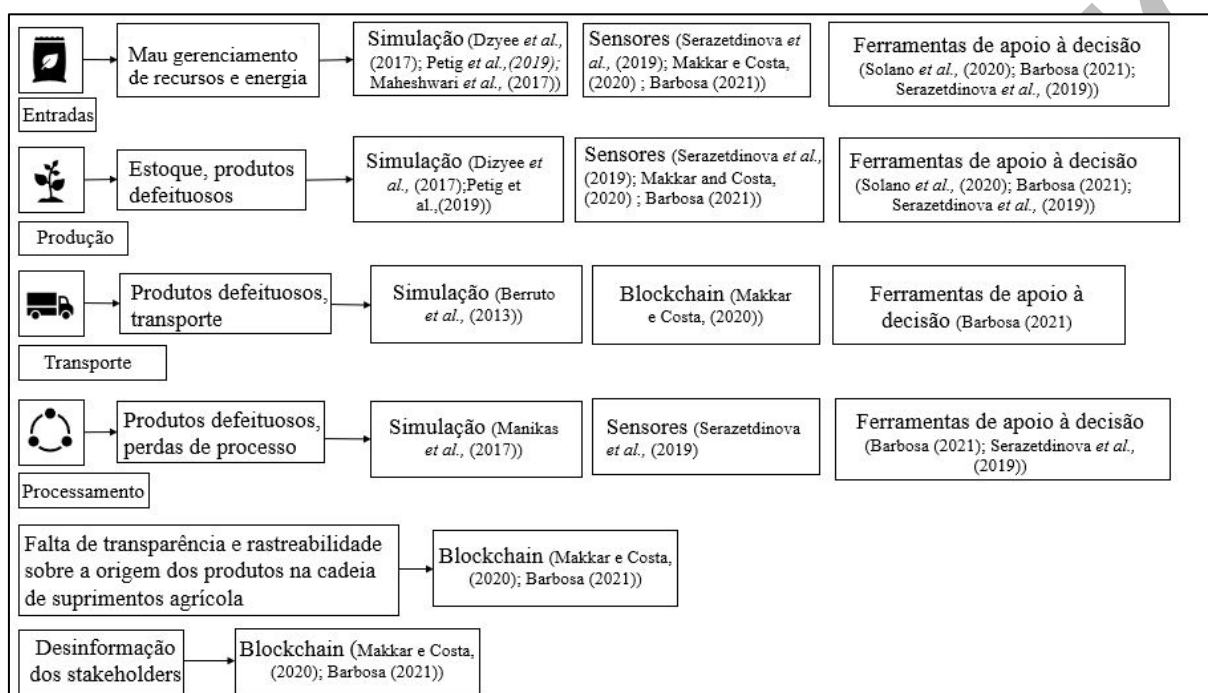 Mau gerenciamento
de recursos e energia
Simulação (Dzyee et al.,
(2017); Petig et al.,(2019);
Maheshwari et al., (2017))
Sensores (Serazetdinova et
al., (2019); Makkar e Costa,
(2020) ; Barbosa (2021))
Ferramentas de apoio à decisão
(Solano et al., (2020); Barbosa (2021);
Serazetdinova et al., (2019))
Entradas
Estoque, produtos
defeituosos
Simulação (Dizyee et
al., (2017);Petig et
al.,(2019))
Sensores (Serazetdinova et al.,
(2019); Makkar and Costa,
(2020) ; Barbosa (2021))
Ferramentas de apoio à decisão
(Solano et al., (2020); Barbosa (2021);
Serazetdinova et al., (2019))
Produção
Produtos defeituosos,
transporte
Simulação (Berruto
et al., (2013))
Blockchain (Makkar
e Costa, (2020))
Ferramentas de apoio à
decisão (Barbosa (2021)
Transporte
Produtos defeituosos,
perdas de processo
Simulação (Manikas
et al., (2017))
Sensores (Serazetdinova
et al., (2019)
Ferramentas de apoio à decisão
(Barbosa (2021); Serazetdinova et al.,
(2019))
Processamento
Falta de transparência e rastreabilidade
sobre a origem dos produtos na cadeia
de suprimentos agrícola
Blockchain (Makkar e Costa,
(2020); Barbosa (2021))
Desinformação
dos stakeholders
Blockchain (Makkar e Costa,
(2020); Barbosa (2021))